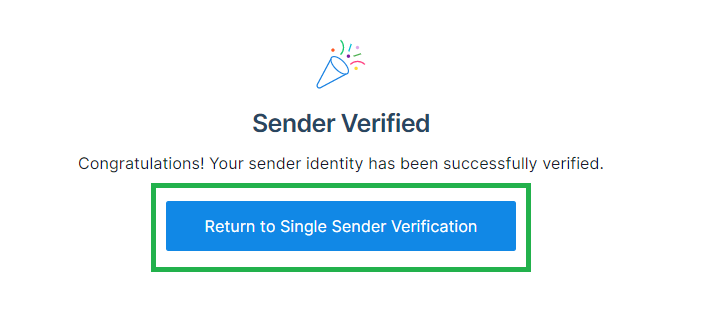 Sender Verified
Congratulations! Your sender identity has been successfully verified.
Return to Single Sender Verification